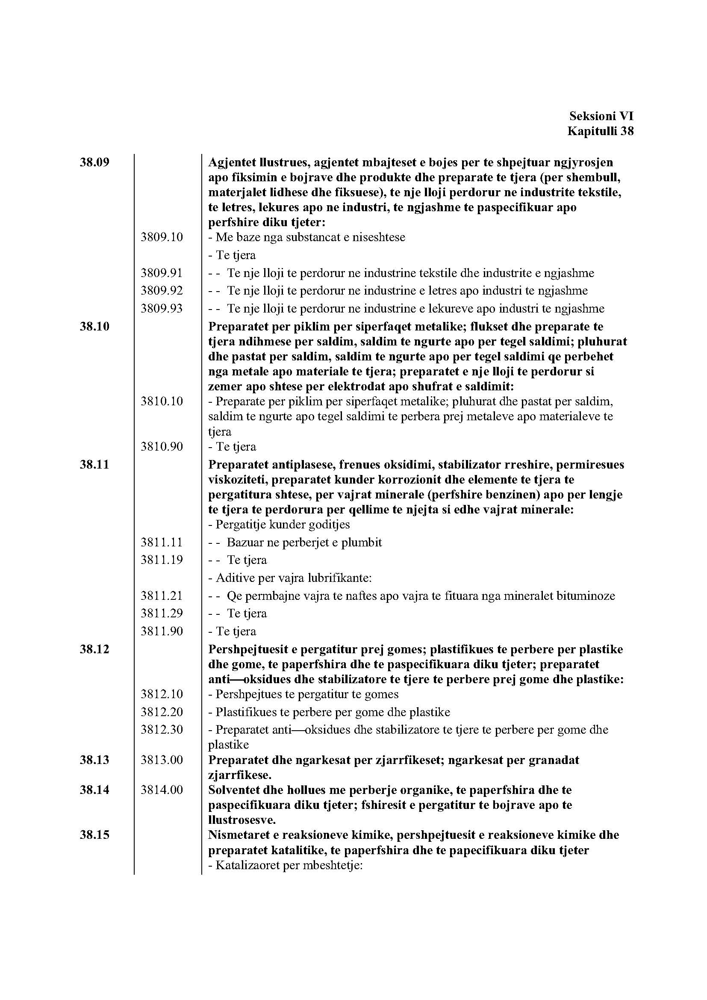 Seksioni VI
Kapitulli 38
38.09 Agjentet llustrues, agjentet mbajteset e bojes per te shpejtuar ngjyrosjen
apo fiksimin e bojrave dhe produkte dhe preparate te tjera (per shembull,
materjalet lidhese dhe fiksuese), te nje lloji perdorur ne industrite tekstile,
te letres, lekures apo ne industri, te ngjashme te paspecifikuar apo
perfshire diku tjeter:
3809.10 - Me baze nga substancat e niseshtese
- Te tjera
3809.91 - - Te nje lloji te perdorur ne industrine tekstile dhe industrite e ngjashme
3809.92 - - Te nje lloji te perdorur ne industrine e letres apo industri te ngjashme
3809.93 - - Te nje lloji te perdorur ne industrine e lekureve apo industri te ngjashme
38.10 Preparatet per piklim per siperfaqet metalike; flukset dhe preparate te
tjera ndihmese per saldim, saldim te ngurte apo per tegel saldimi; pluhurat
dhe pastat per saldim, saldim te ngurte apo per tegel saldimi qe perbehet
nga metale apo materiale te tjera; preparatet e nje lloji te perdorur si
zemer apo shtese per elektrodat apo shufrat e saldimit:
3810.10 - Preparate per piklim per siperfaqet metalike; pluhurat dhe pastat per saldim,
saldim te ngurte apo tegel saldimi te perbera prej metaleve apo materialeve te
tjera
3810.90 - Te tjera
38.11 Preparatet antiplasese, frenues oksidimi, stabilizator rreshire, permiresues
viskoziteti, preparatet kunder korrozionit dhe elemente te tjera te
pergatitura shtese, per vajrat minerale (perfshire benzinen) apo per lengje
te tjera te perdorura per qellime te njejta si edhe vajrat minerale:
- Pergatitje kunder goditjes
3811.11 - - Bazuar ne perberjet e plumbit
3811.19 - - Te tjera
- Aditive per vajra lubrifikante:
3811.21 - - Qe permbajne vajra te naftes apo vajra te fituara nga mineralet bituminoze
3811.29 - - Te tjera
3811.90 - Te tjera
38.12 Pershpejtuesit e pergatitur prej gomes; plastifikues te perbere per plastike
dhe gome, te paperfshira dhe te paspecifikuara diku tjeter; preparatet
anti—oksidues dhe stabilizatore te tjere te perbere prej gome dhe plastike:
3812.10 - Pershpejtues te pergatitur te gomes
3812.20 - Plastifikues te perbere per gome dhe plastike
3812.30 - Preparatet anti—oksidues dhe stabilizatore te tjere te perbere per gome dhe
plastike
38.13 3813.00 Preparatet dhe ngarkesat per zjarrfikeset; ngarkesat per granadat
zjarrfikese.
38.14 3814.00 Solventet dhe hollues me perberje organike, te paperfshira dhe te
paspecifikuara diku tjeter; fshiresit e pergatitur te bojrave apo te
llustrosesve.
38.15 Nismetaret e reaksioneve kimike, pershpejtuesit e reaksioneve kimike dhe
preparatet katalitike, te paperfshira dhe te papecifikuara diku tjeter
- Katalizaoret per mbeshtetje: